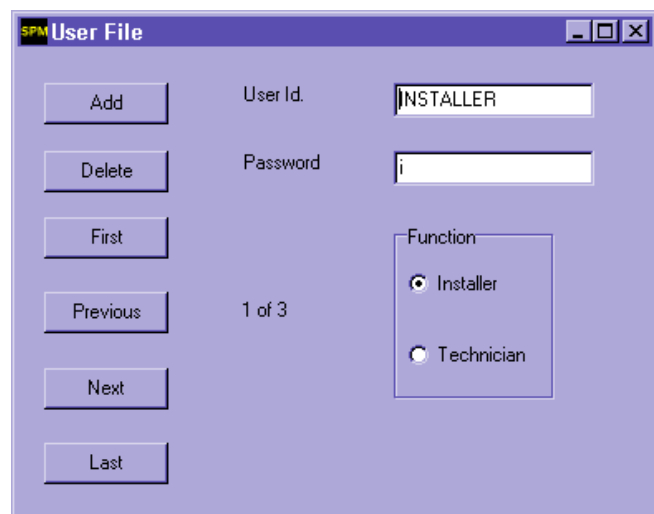 SPM User File
Add
User Id.
INSTALLER
Delete
Password
i
First
Function
Installer
Previous
1 of 3
Technician
Next
Last